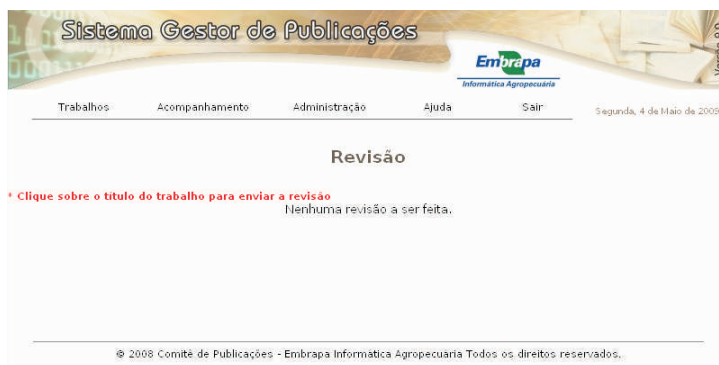 Sistema Gestor de Publicações
Embrapa
Informática Agropecuária
Trabalhos Acompanhamento Administração Ajuda Sair
Segunda, 4 de Maio de 2009
Revisão
* Clique sobre o título do trabalho para enviar a revisão
Nenhuma revisão a ser feita.
© 2008 Comitê de Publicações - Embrapa Informática Agropecuária Todos os direitos reservados.